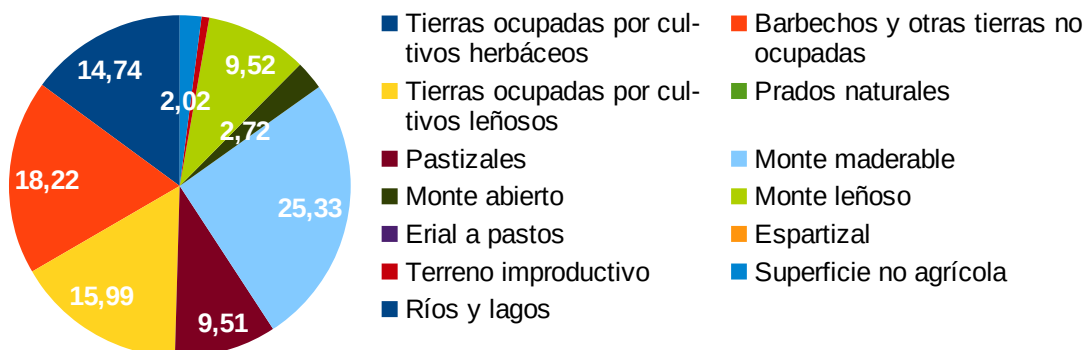 14,74
2,02
9,52
2,72
18,22
25,33
15,99
9,51
Tierras ocupadas por cul-
tivos herbáceos
Barbechos y otras tierras no
ocupadas
Tierras ocupadas por cul-
tivos leñosos
Prados naturales
Pastizales
Monte maderable
Monte abierto
Monte leñoso
Erial a pastos
Espartizal
Terreno improductivo
Superficie no agrícola
Ríos y lagos